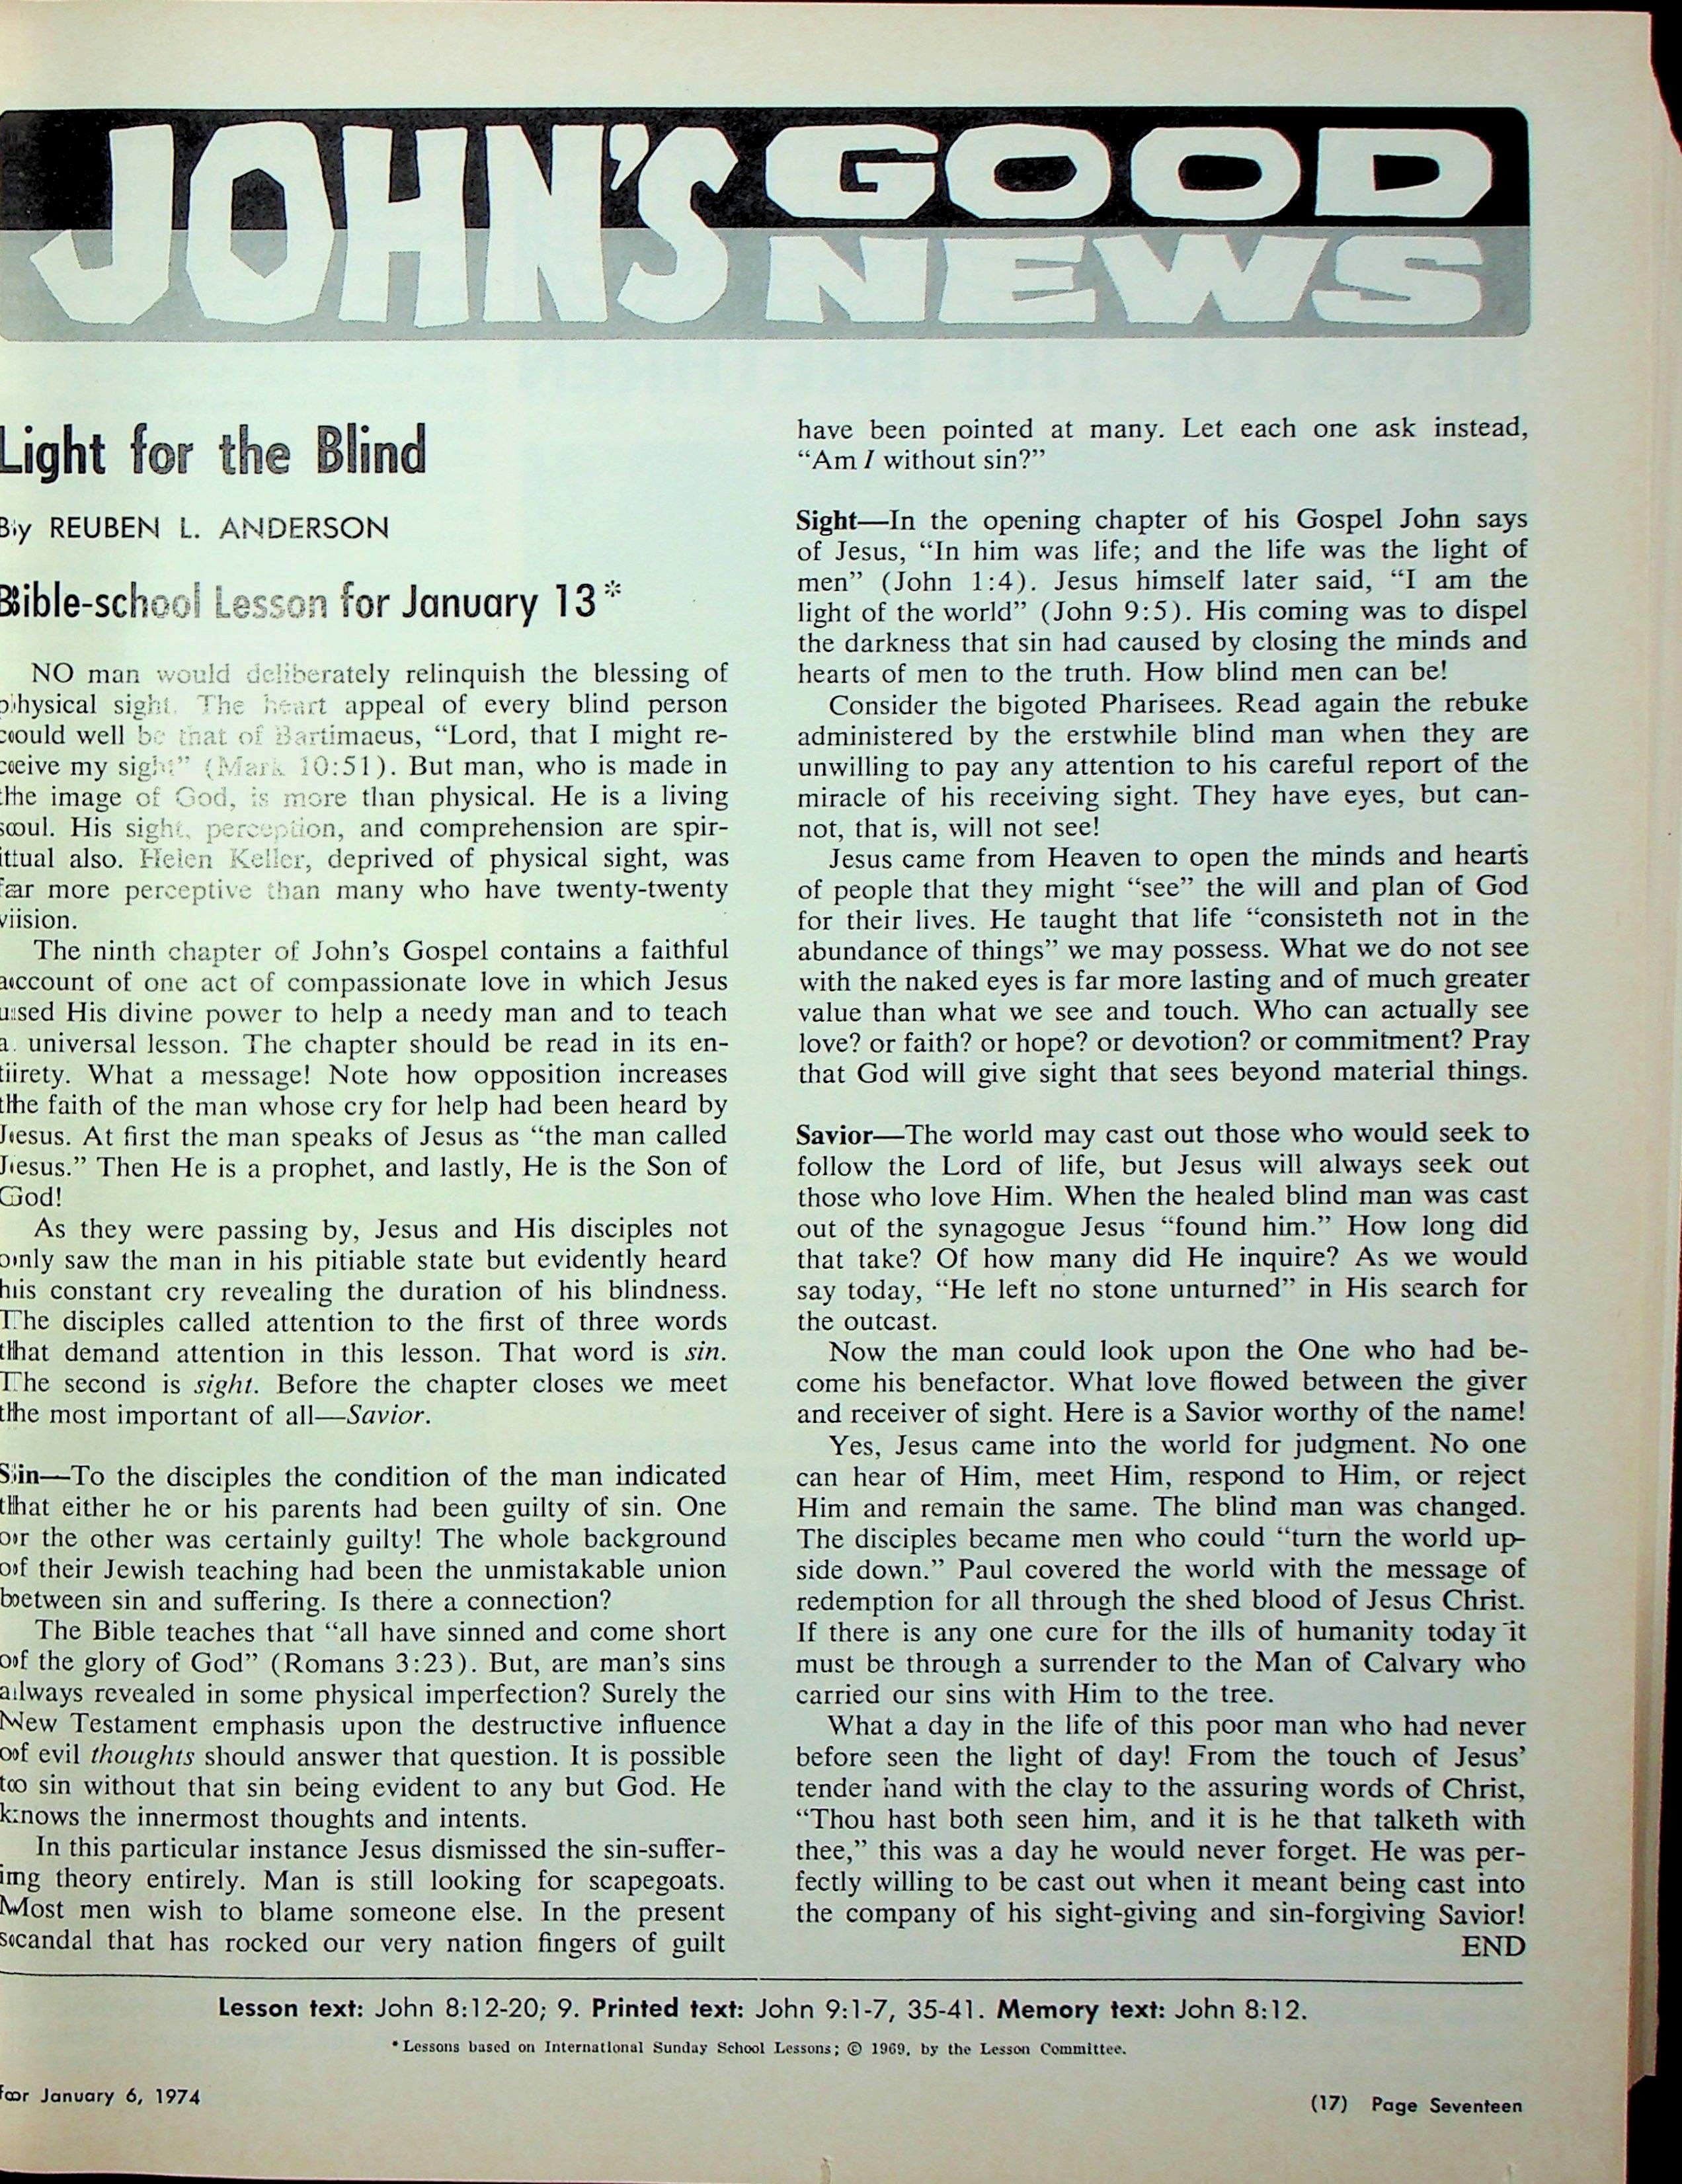 JOHN'S GOOD
NEWS
Light for the Blind
By REUBEN L. ANDERSON
Bible-school Lesson for January 13*
NO man would deliberately relinquish the blessing of
physical sight. The heart appeal of every blind person
could well be that of Bartimaeus, “Lord, that I might re-
ceive my sight” (Mark 10:51). But man, who is made in
the image of God, is more than physical. He is a living
soul. His sight, perception, and comprehension are spir-
itual also. Helen Keller, deprived of physical sight, was
far more perceptive than many who have twenty-twenty
vision.
The ninth chapter of John's Gospel contains a faithful
account of one act of compassionate love in which Jesus
used His divine power to help a needy man and to teach
a universal lesson. The chapter should be read in its en-
tirety. What a message! Note how opposition increases
the faith of the man whose cry for help had been heard by
Jesus. At first the man speaks of Jesus as “the man called
Jesus.” Then He is a prophet, and lastly, He is the Son of
God!
As they were passing by, Jesus and His disciples not
only saw the man in his pitiable state but evidently heard
his constant cry revealing the duration of his blindness.
The disciples called attention to the first of three words
that demand attention in this lesson. That word is sin.
The second is sight. Before the chapter closes we meet
the most important of all—Savior.
Sin—To the disciples the condition of the man indicated
that either he or his parents had been guilty of sin. One
or the other was certainly guilty! The whole background
of their Jewish teaching had been the unmistakable union
between sin and suffering. Is there a connection?
The Bible teaches that “all have sinned and come short
of the glory of God” (Romans 3:23). But, are man's sins
always revealed in some physical imperfection? Surely the
New Testament emphasis upon the destructive influence
of evil thoughts should answer that question. It is possible
to sin without that sin being evident to any but God. He
knows the innermost thoughts and intents.
In this particular instance Jesus dismissed the sin-suffer-
ing theory entirely. Man is still looking for scapegoats.
Most men wish to blame someone else. In the present
scandal that has rocked our very nation fingers of guilt
have been pointed at many. Let each one ask instead,
“Am I without sin?”
Sight—In the opening chapter of his Gospel John says
of Jesus, “In him was life; and the life was the light of
men” (John 1:4). Jesus himself later said, “I am the
light of the world” (John 9:5). His coming was to dispel
the darkness that sin had caused by closing the minds and
hearts of men to the truth. How blind men can be!
Consider the bigoted Pharisees. Read again the rebuke
administered by the erstwhile blind man when they are
unwilling to pay any attention to his careful report of the
miracle of his receiving sight. They have eyes, but can-
not, that is, will not see!
Jesus came from Heaven to open the minds and hearts
of people that they might “see” the will and plan of God
for their lives. He taught that life “consisteth not in the
abundance of things” we may possess. What we do not see
with the naked eyes is far more lasting and of much greater
value than what we see and touch. Who can actually see
love? or faith? or hope? or devotion? or commitment? Pray
that God will give sight that sees beyond material things.
Savior—The world may cast out those who would seek to
follow the Lord of life, but Jesus will always seek out
those who love Him. When the healed blind man was cast
out of the synagogue Jesus “found him.” How long did
that take? Of how many did He inquire? As we would
say today, “He left no stone unturned” in His search for
the outcast.
Now the man could look upon the One who had be-
come his benefactor. What love flowed between the giver
and receiver of sight. Here is a Savior worthy of the name!
Yes, Jesus came into the world for judgment. No one
can hear of Him, meet Him, respond to Him, or reject
Him and remain the same. The blind man was changed.
The disciples became men who could “turn the world up-
side down.” Paul covered the world with the message of
redemption for all through the shed blood of Jesus Christ.
If there is any one cure for the ills of humanity today it
must be through a surrender to the Man of Calvary who
carried our sins with Him to the tree.
What a day in the life of this poor man who had never
before seen the light of day! From the touch of Jesus'
tender hand with the clay to the assuring words of Christ,
“Thou hast both seen him, and it is he that talketh with
thee,” this was a day he would never forget. He was per-
fectly willing to be cast out when it meant being cast into
the company of his sight-giving and sin-forgiving Savior!
END
Lesson text: John 8:12-20; 9. Printed text: John 9:1-7, 35-41. Memory text: John 8:12.
* Lessons based on International Sunday School Lessons; © 1969, by the Lesson Committee.
for January 6, 1974
(17) Page Seventeen